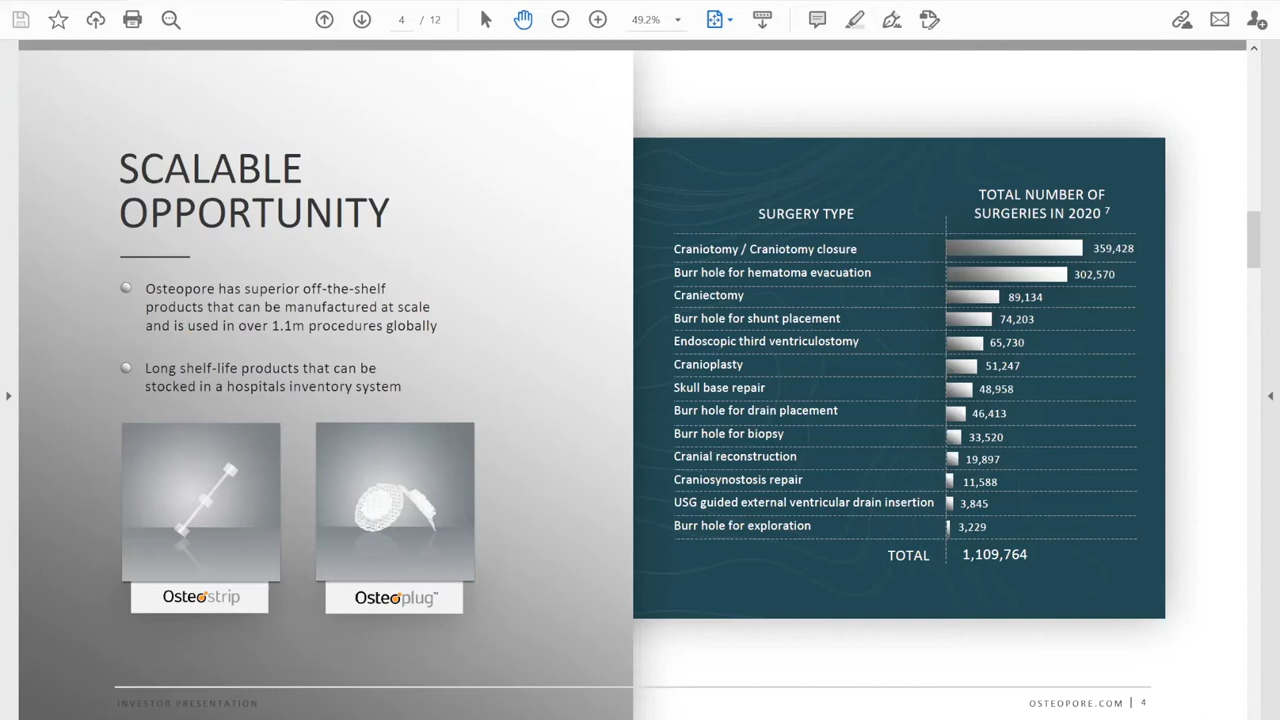 4 / 12
49.2%
SCALABLE
OPPORTUNITY
Osteopore has superior off-the-shelf
products that can be manufactured at scale
and is used in over 1.1m procedures globally
Long shelf-life products that can be
stocked in a hospitals inventory system
Osteostrip
Osteoplug™
SURGERY TYPE
TOTAL NUMBER OF
SURGERIES IN 2020 7
Craniotomy / Craniotomy closure 359,428
Burr hole for hematoma evacuation 302,570
Craniectomy 89,134
Burr hole for shunt placement 74,203
Endoscopic third ventriculostomy 65,730
Cranioplasty 51,247
Skull base repair 48,958
Burr hole for drain placement 46,413
Burr hole for biopsy 33,520
Cranial reconstruction 19,897
Craniosynostosis repair 11,588
USG guided external ventricular drain insertion 3,845
Burr hole for exploration 3,229
TOTAL 1,109,764
INVESTOR PRESENTATION
OSTEOPORE.COM | 4